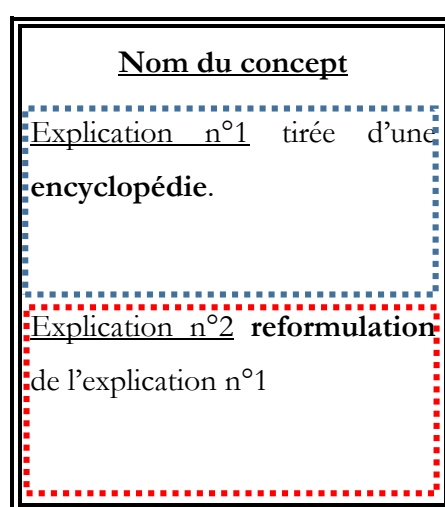 Nom du concept
Explication n°1 tirée d'une
encyclopédie.
Explication n°2 reformulation
de l'explication n°1